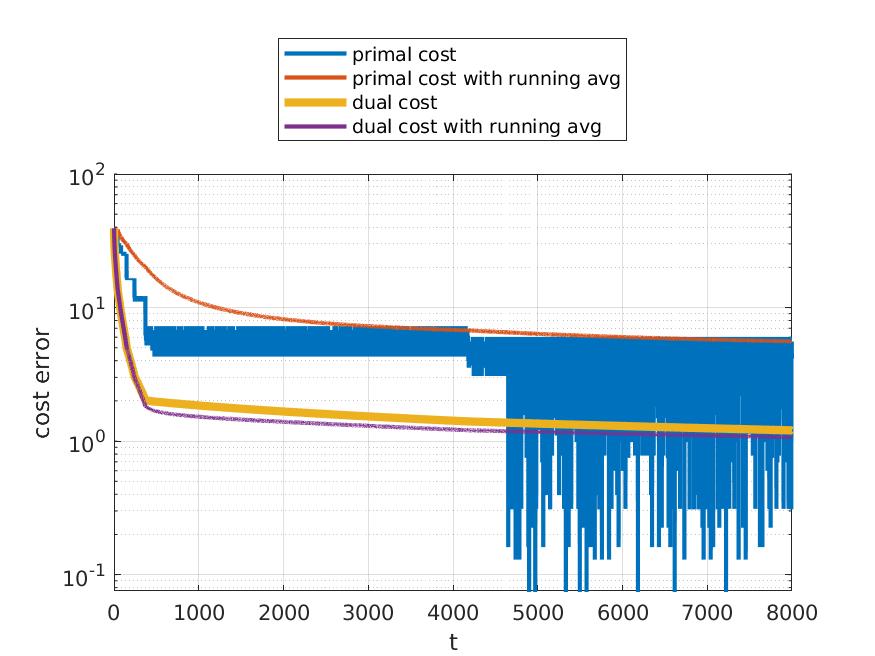 primal cost
primal cost with running avg
dual cost
dual cost with running avg
10^2
10^1
10^0
10^-1
cost error
0 1000 2000 3000 4000 5000 6000 7000 8000
t